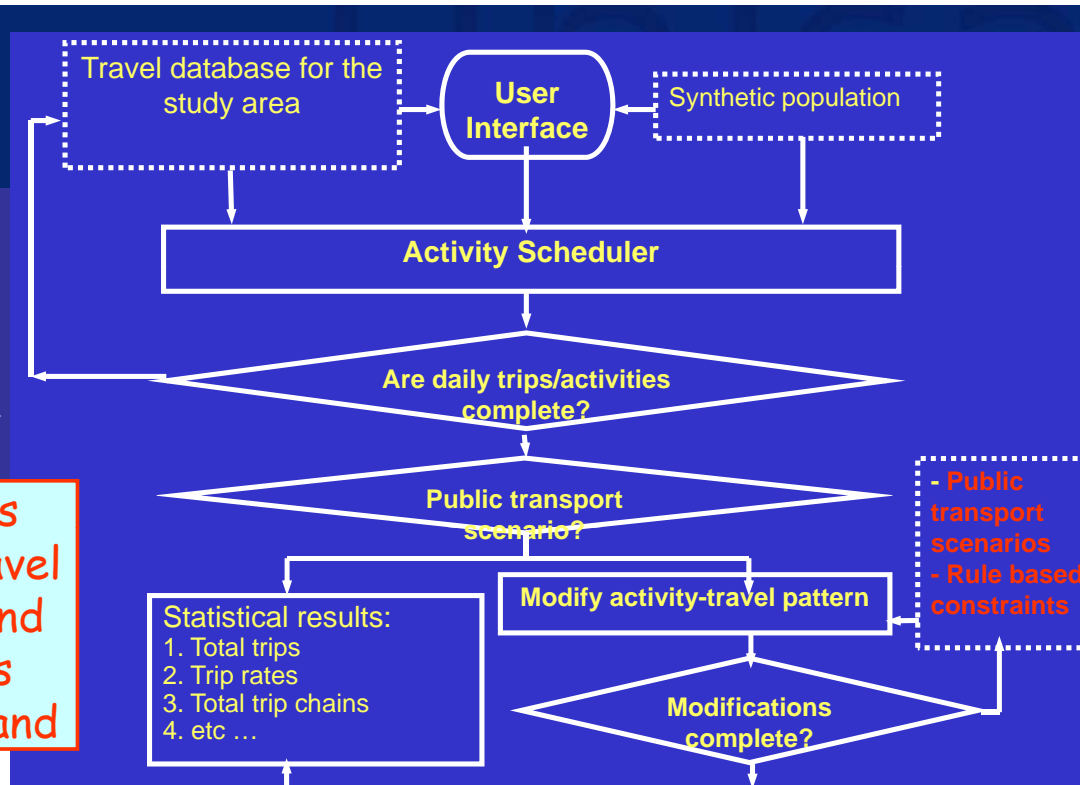 Travel database for the
study area
User
Interface
Synthetic population
Activity Scheduler
Are daily trips/activities
complete?
Public transport
scenario?
- Public
transport
scenarios
- Rule based
constraints
Modify activity-travel pattern
Statistical results:
1. Total trips
2. Trip rates
3. Total trip chains
4. etc …
Modifications
complete?
and